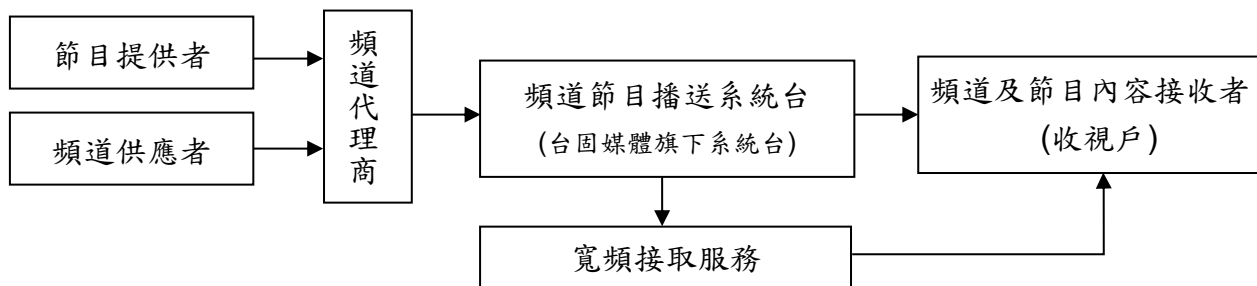 節目提供者
頻道供應者
頻道代理商
頻道節目播送系統台
(台固媒體旗下系統台)
頻道及節目內容接收者
(收視戶)
寬頻接取服務